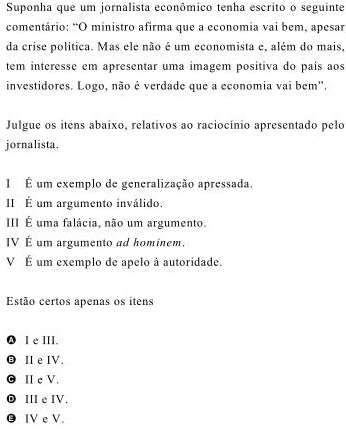 Suponha que um jornalista econômico tenha escrito o seguinte
comentário: “O ministro afirma que a economia vai bem, apesar
da crise política. Mas ele não é um economista e, além do mais,
tem interesse em apresentar uma imagem positiva do país aos
investidores. Logo, não é verdade que a economia vai bem”.
Julgue os itens abaixo, relativos ao raciocínio apresentado pelo
jornalista.
I É um exemplo de generalização apressada.
II É um argumento inválido.
III É uma falácia, não um argumento.
IV É um argumento ad hominem.
V É um exemplo de apelo à autoridade.
Estão certos apenas os itens
A I e III.
B II e IV.
C II e V.
D III e IV.
E IV e V.